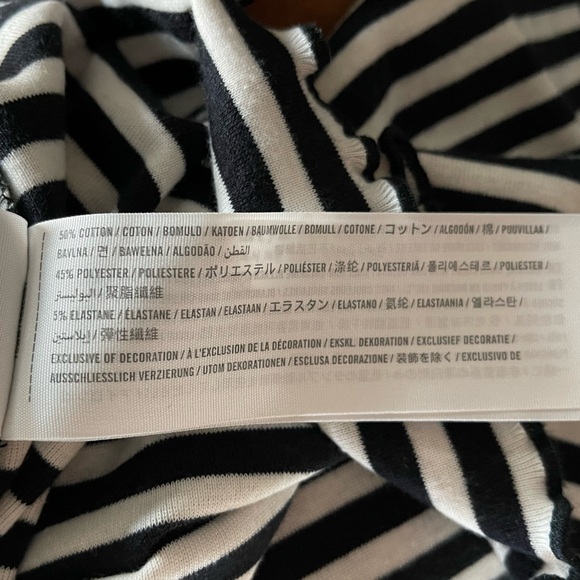 50% COTTON / COTON / BOMULD / KATOEN / BAUMWOLLE / BOMULL / COTONE / コットン / ALGODÓN / 棉 / PUUVILLAA /
BAVLNA / 면 / BAWEŁNA / ALGODÃO / القطن
45% POLYESTER / POLIESTERE / ポリエステル / POLIÉSTER / 涤纶 / POLYESTERIÄ / 폴리에스테르 / POLIESTER /
البوليستر / 聚脂纖維
5% ELASTANE / ÉLASTANE / ELASTAN / ELASTAAN / エラスタン / ELASTANO / 氨纶 / ELASTAANIA / 엘라스탄 /
إيلاستين / 彈性纖維
EXCLUSIVE OF DECORATION / À L'EXCLUSION DE LA DÉCORATION / EKSKL. DEKORATION / EXCLUSIEF DECORATIE /
AUSSCHLIESSLICH VERZIERUNG / UTOM DEKORATIONEN / ESCLUSA DECORAZIONE / 装飾を除く / EXCLUSIVO DE